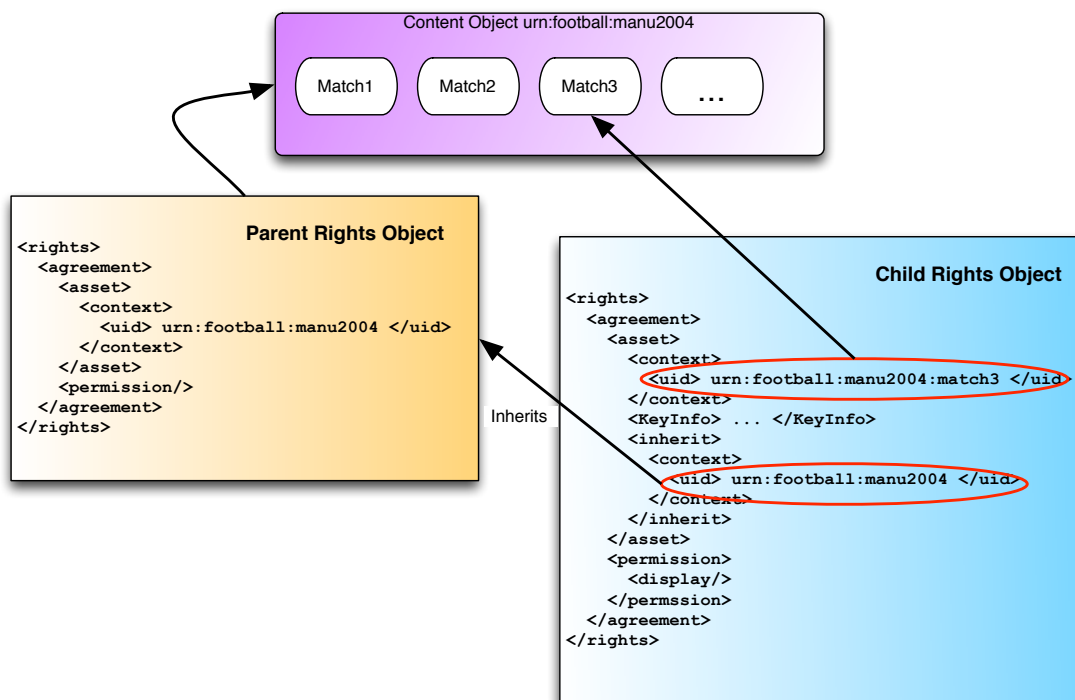 Content Object urn:football:manu2004
Match1
Match2
Match3
...
Parent Rights Object
<rights>
  <agreement>
    <asset>
      <context>
        <uid> urn:football:manu2004 </uid>
      </context>
    </asset>
    <permission/>
  </agreement>
</rights>
Inherits
Child Rights Object
<rights>
  <agreement>
    <asset>
      <context>
        <uid> urn:football:manu2004:match3 </uid>
      </context>
      <KeyInfo> ... </KeyInfo>
      <inherit>
        <context>
          <uid> urn:football:manu2004 </uid>
        </context>
      </inherit>
    </asset>
    <permission>
      <display/>
    </permssion>
  </agreement>
</rights>